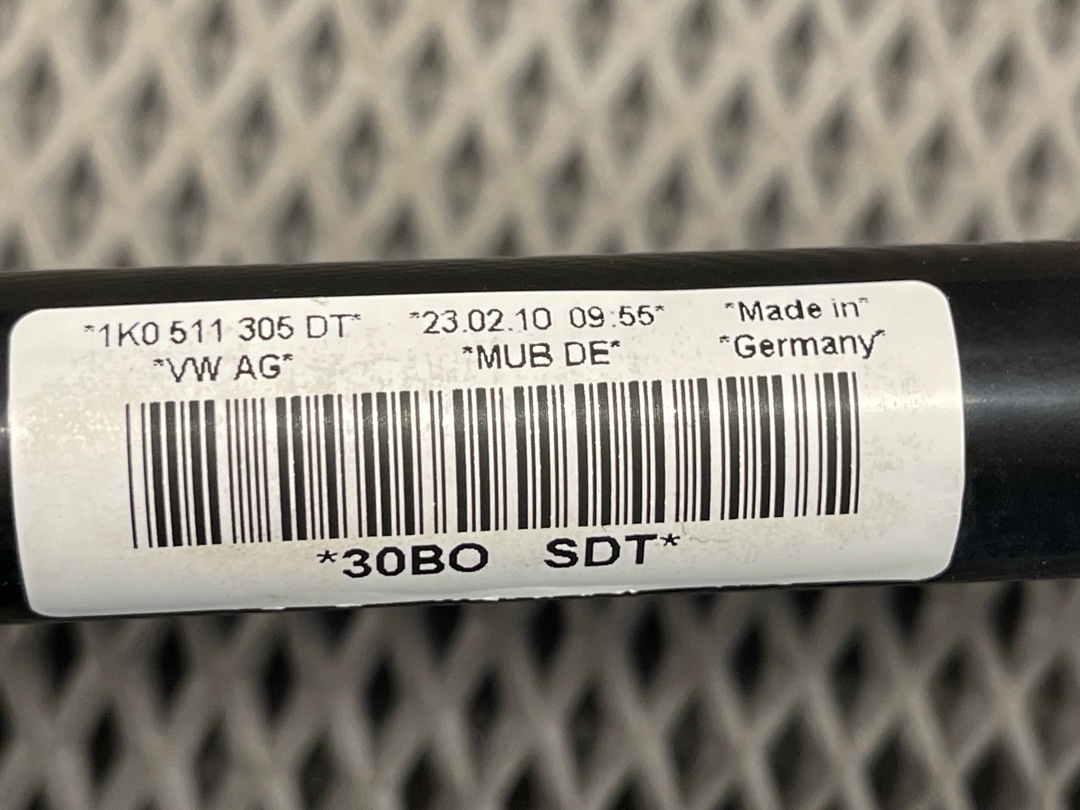 *1K0 511 305 DT* *23.02.10 09:55* *Made in*
*VW AG* *MUB DE* *Germany*
*30BO SDT*